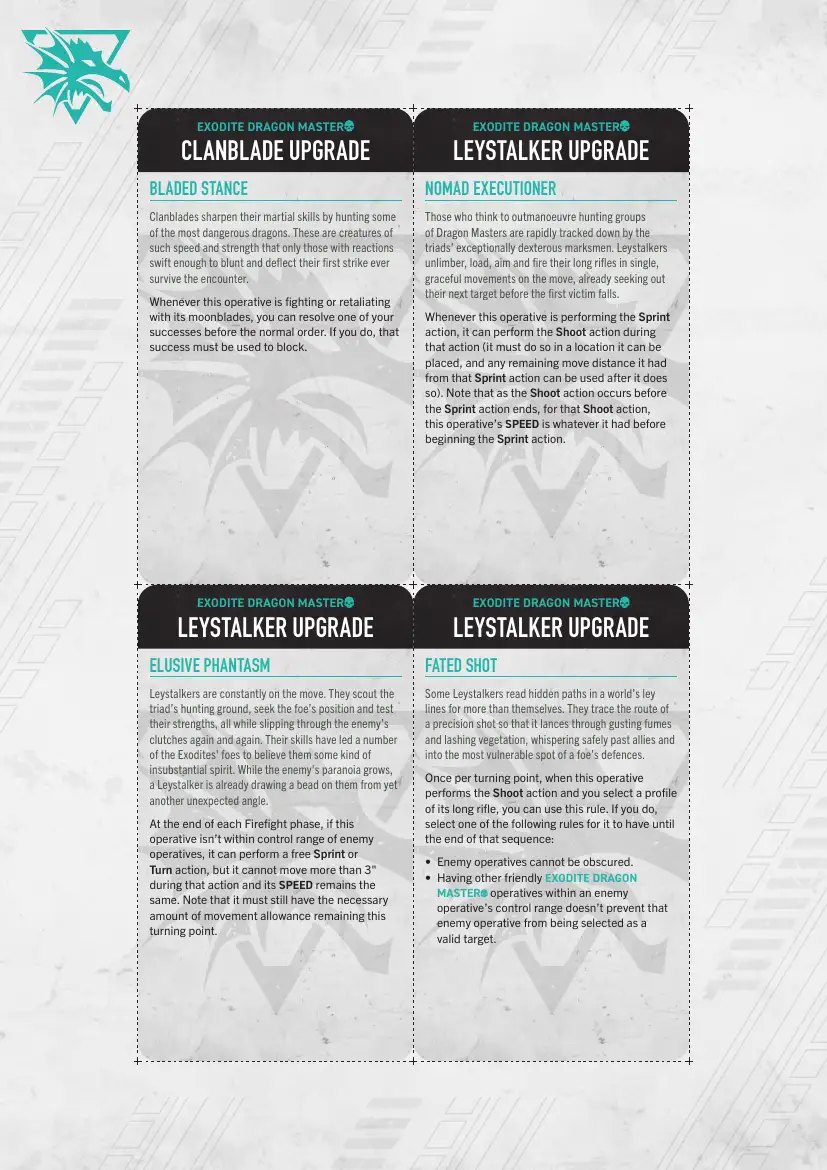 EXODITE DRAGON MASTER
CLANBLADE UPGRADE
BLADED STANCE
Clanblades sharpen their martial skills by hunting some
of the most dangerous dragons. These are creatures of
such speed and strength that only those with reactions
swift enough to blunt and deflect their first strike ever
survive the encounter.
Whenever this operative is fighting or retaliating
with its moonblades, you can resolve one of your
successes before the normal order. If you do, that
success must be used to block.
EXODITE DRAGON MASTER
LEYSTALKER UPGRADE
NOMAD EXECUTIONER
Those who think to outmanoeuvre hunting groups
of Dragon Masters are rapidly tracked down by the
triads' exceptionally dexterous marksmen. Leystalkers
unlimber, load, aim and fire their long rifles in single,
graceful movements on the move, already seeking out
their next target before the first victim falls.
Whenever this operative is performing the Sprint
action, it can perform the Shoot action during
that action (it must do so in a location it can be
placed, and any remaining move distance it had
from that Sprint action can be used after it does
so). Note that as the Shoot action occurs before
the Sprint action ends, for that Shoot action,
this operative's SPEED is whatever it had before
beginning the Sprint action.
EXODITE DRAGON MASTER
LEYSTALKER UPGRADE
ELUSIVE PHANTASM
Leystalkers are constantly on the move. They scout the
triad's hunting ground, seek the foe's position and test
their strengths, all while slipping through the enemy's
clutches again and again. Their skills have led a number
of the Exodites' foes to believe them some kind of
insubstantial spirit. While the enemy's paranoia grows,
a Leystalker is already drawing a bead on them from yet
another unexpected angle.
At the end of each Firefight phase, if this
operative isn't within control range of enemy
operatives, it can perform a free Sprint or
Turn action, but it cannot move more than 3"
during that action and its SPEED remains the
same. Note that it must still have the necessary
amount of movement allowance remaining this
turning point.
EXODITE DRAGON MASTER
LEYSTALKER UPGRADE
FATED SHOT
Some Leystalkers read hidden paths in a world's ley
lines for more than themselves. They trace the route of
a precision shot so that it lances through gusting fumes
and lashing vegetation, whispering safely past allies and
into the most vulnerable spot of a foe's defences.
Once per turning point, when this operative
performs the Shoot action and you select a profile
of its long rifle, you can use this rule. If you do,
select one of the following rules for it to have until
the end of that sequence:
• Enemy operatives cannot be obscured.
• Having other friendly EXODITE DRAGON
MASTER operatives within an enemy
operative's control range doesn't prevent that
enemy operative from being selected as a
valid target.